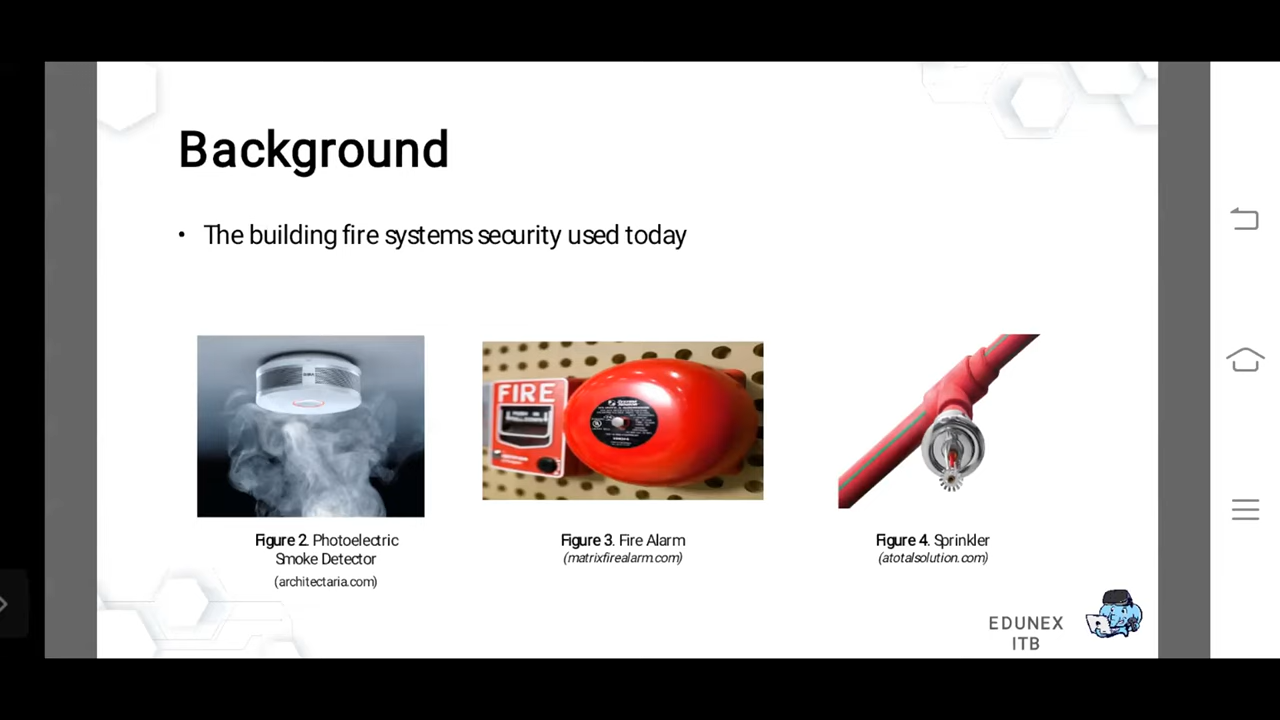 Background
• The building fire systems security used today
FIRE
Figure 2. Photoelectric
Smoke Detector
(architectaria.com)
Figure 3. Fire Alarm
(matrixfirealarm.com)
Figure 4. Sprinkler
(atotalsolution.com)
EDUNEX
ITB